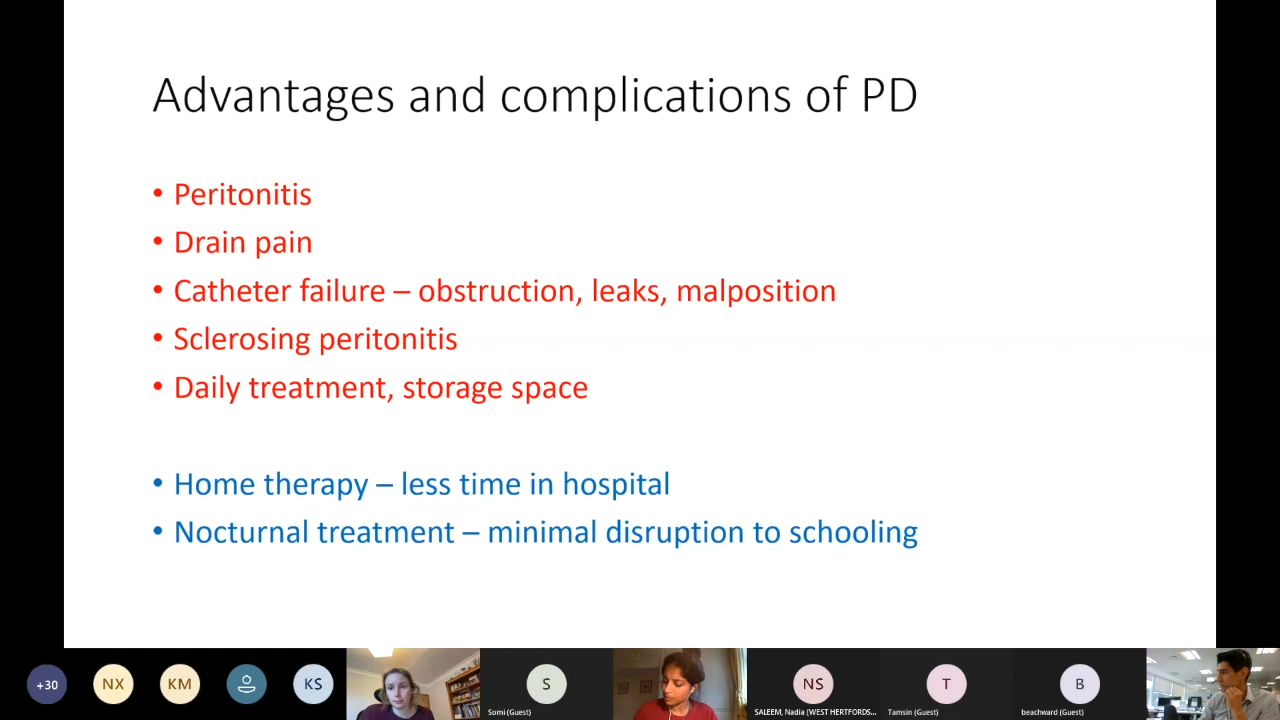 Advantages and complications of PD
• Peritonitis
• Drain pain
• Catheter failure – obstruction, leaks, malposition
• Sclerosing peritonitis
• Daily treatment, storage space
• Home therapy – less time in hospital
• Nocturnal treatment – minimal disruption to schooling
+30
NX
KM
KS
S
Somi (Guest)
NS
SALEEM, Nadia (WEST HERTFORDS...
T
Tamsin (Guest)
B
beachward (Guest)